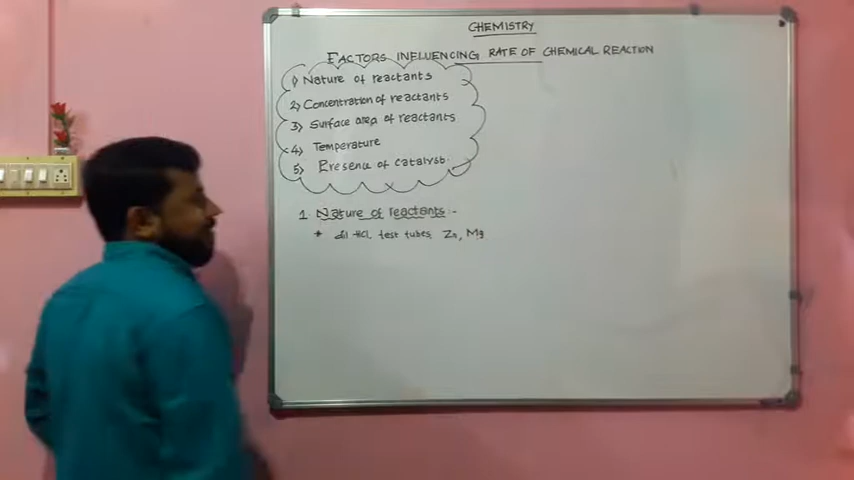 CHEMISTRY
FACTORS INFLUENCING RATE OF CHEMICAL REACTION
1) Nature of reactants
2) Concentration of reactants
3) Surface area of reactants
4) Temperature
5) Presence of catalyst.
1. Nature of reactants:-
* dil HCl, test tubes, Zn, Mg